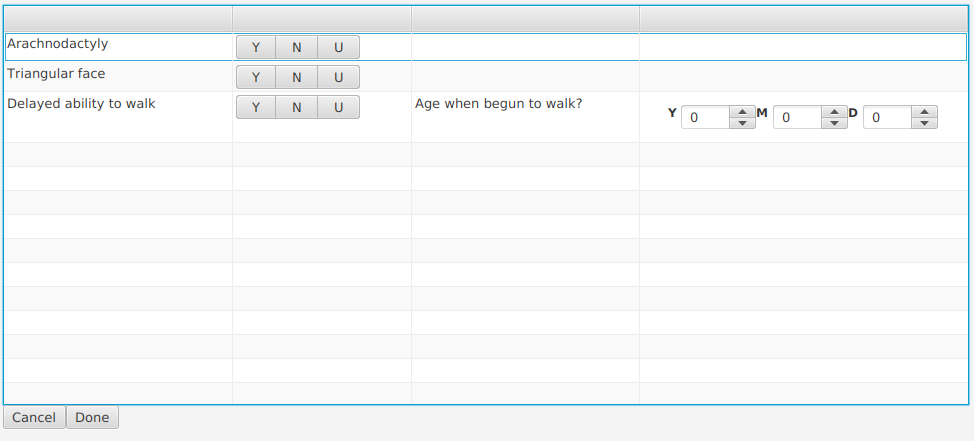 Arachnodactyly Y N U
Triangular face Y N U
Delayed ability to walk Y N U Age when begun to walk? Y 0 M 0 D 0
Cancel Done